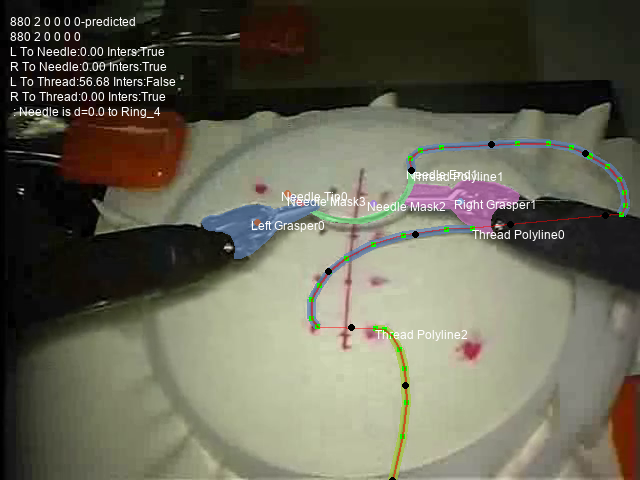 880 2 0 0 0 0-predicted
880 2 0 0 0 0
L To Needle:0.00 Inters:True
R To Needle:0.00 Inters:True
L To Thread:56.68 Inters:False
R To Thread:0.00 Inters:True
: Needle is d=0.0 to Ring_4
Thread Polyline1
Needle Tip0
Needle Mask3
Needle Mask2
Right Grasper1
Left Grasper0
Thread Polyline0
Thread Polyline2